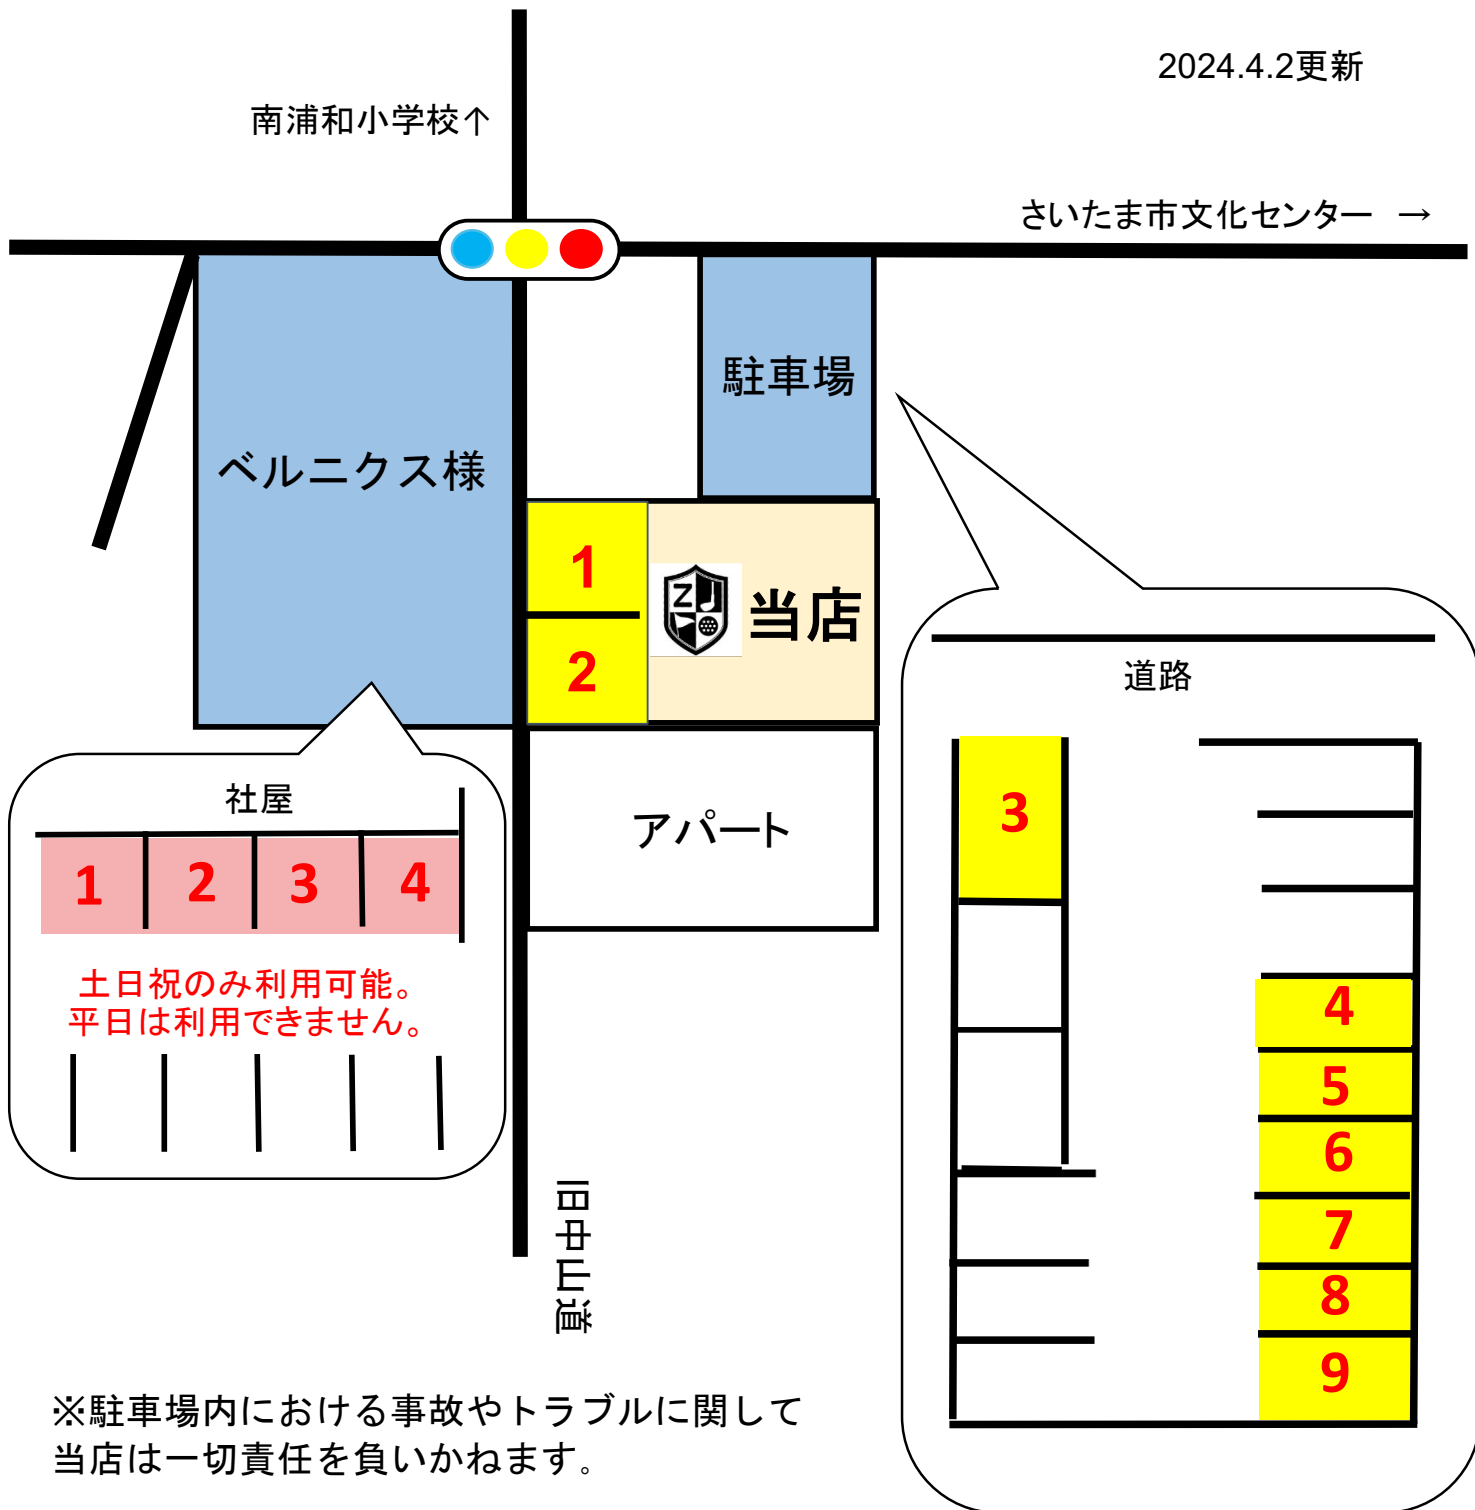 2024.4.2更新
南浦和小学校↑
さいたま市文化センター →
駐車場
ベルニクス様
1
2
Z
当店
アパート
社屋
1 2 3 4
土日祝のみ利用可能。
平日は利用できません。
道路
3
4
5
6
7
8
9
旧中山道
※駐車場内における事故やトラブルに関して
当店は一切責任を負いかねます。